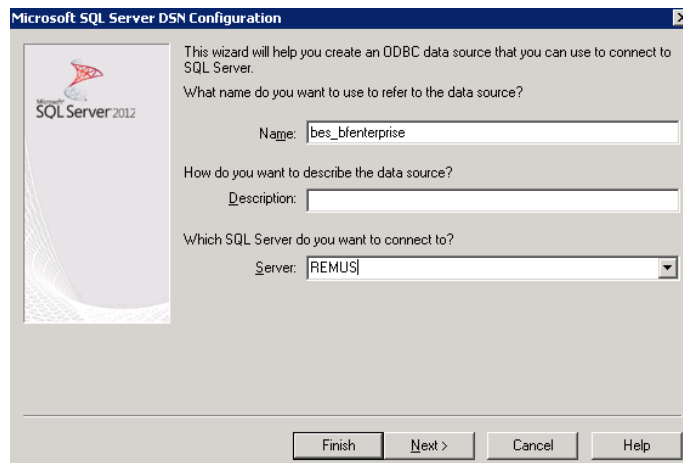 Microsoft SQL Server DSN Configuration
This wizard will help you create an ODBC data source that you can use to connect to
SQL Server.
What name do you want to use to refer to the data source?
Microsoft
SQL Server 2012
Name: bes_bfenterprise
How do you want to describe the data source?
Description:
Which SQL Server do you want to connect to?
Server: REMUS
Finish Next > Cancel Help